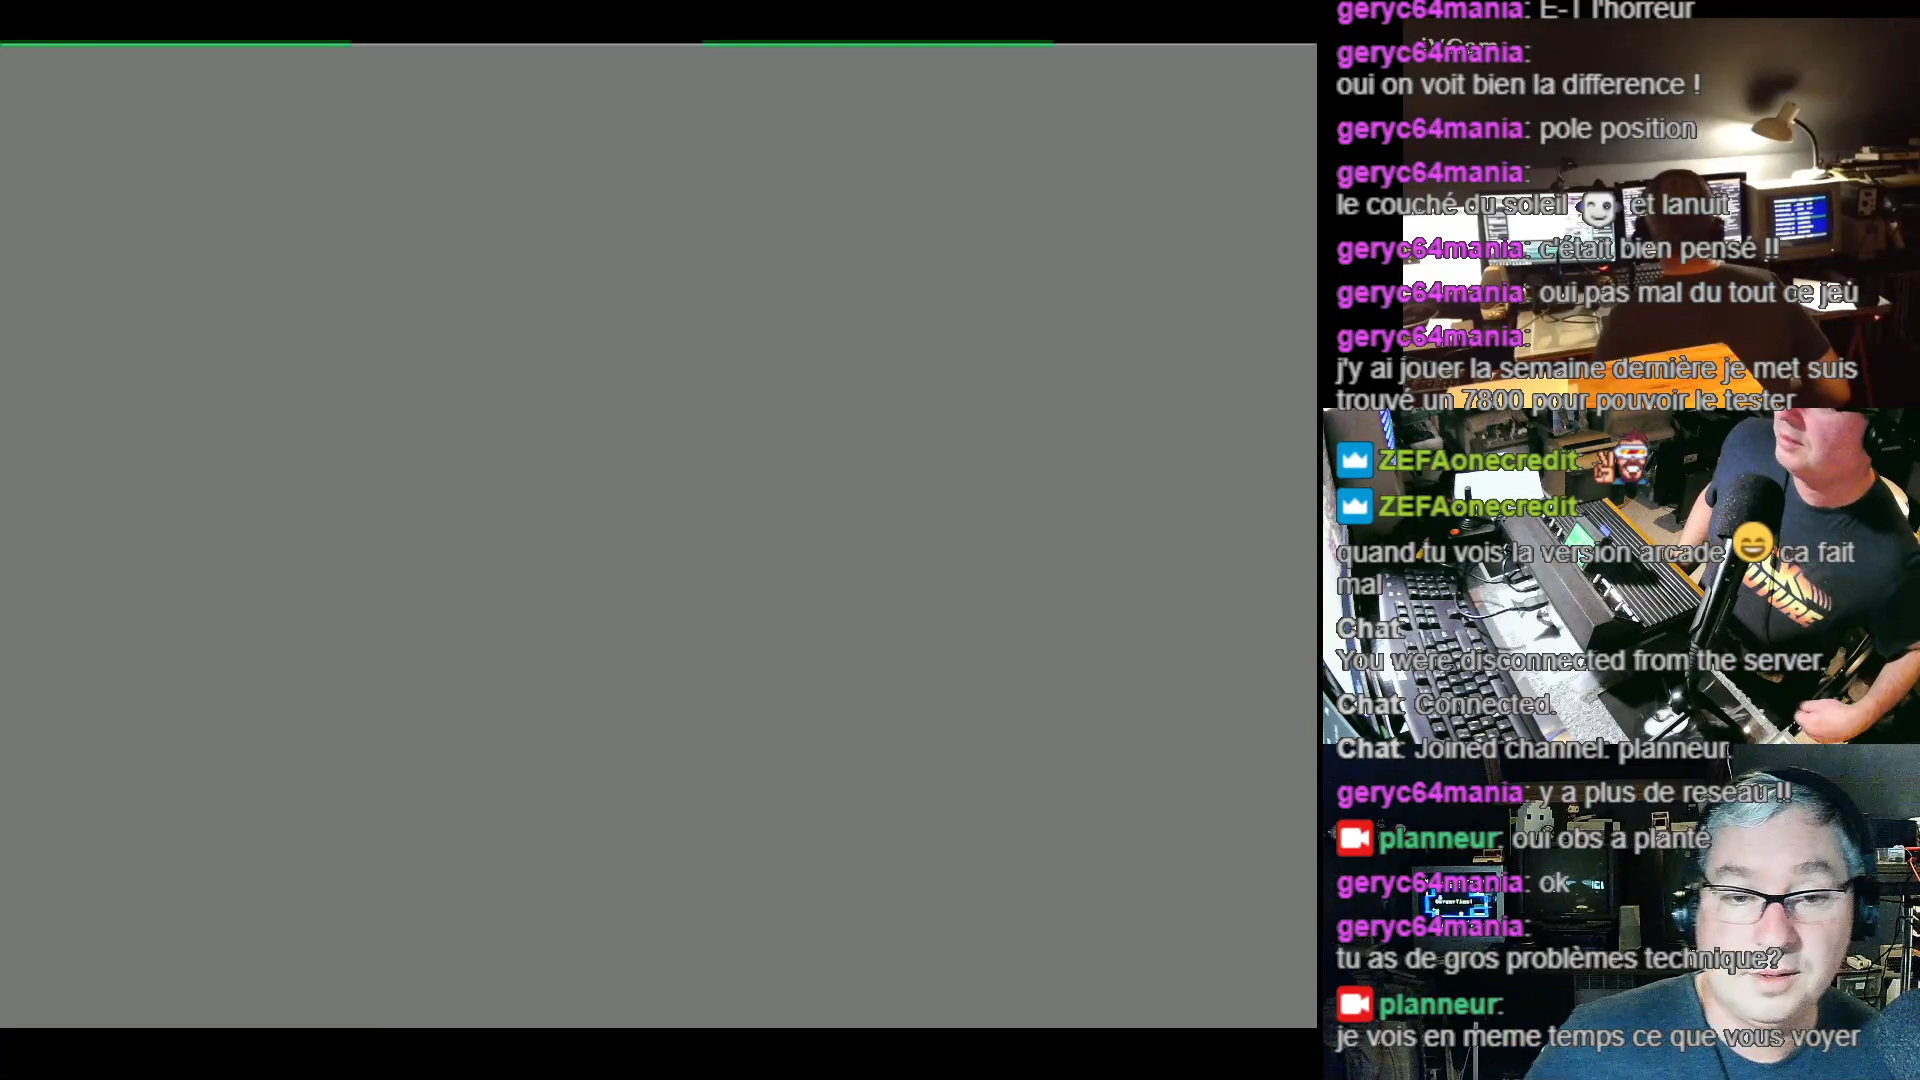 geryc64mania: E-T l'horreur
geryc64mania:
oui on voit bien la difference !
geryc64mania: pole position
geryc64mania:
le couché du soleil et lanuit
geryc64mania: c'était bien pensé !!
geryc64mania: oui pas mal du tout ce jeù
geryc64mania:
j'y ai jouer la semaine dernière je met suis
trouvé un 7800 pour pouvoir le tester
ZEFAonecredit
ZEFAonecredit
quand tu vois la version arcade ca fait
mal
Chat:
You were disconnected from the server.
Chat: Connected.
Chat: Joined channel: planneur.
geryc64mania: y a plus de reseau !!
planneur: oui obs a planté
geryc64mania: ok
geryc64mania:
tu as de gros problèmes technique?
planneur:
je vois en meme temps ce que vous voyer